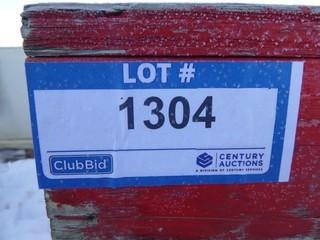 LOT #
1304
ClubBid
CENTURY
AUCTIONS
A DIVISION OF CENTURY SERVICES